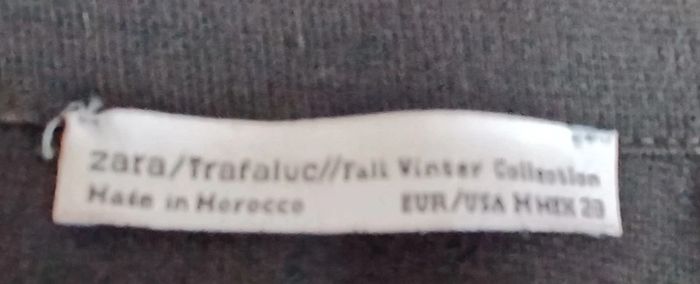 zara/Trafaluc//Fall Winter Collection
Made in Morocco EUR/USA M MEX 28